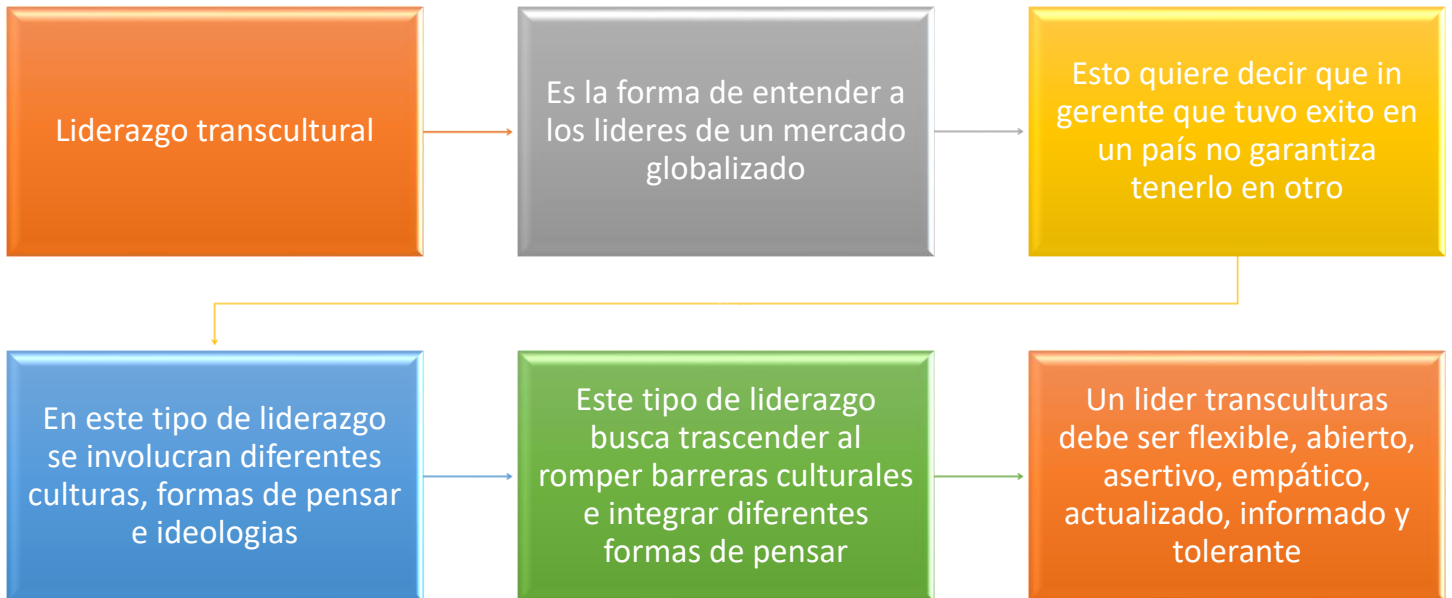 Liderazgo transcultural
Es la forma de entender a
los lideres de un mercado
globalizado
Esto quiere decir que in
gerente que tuvo exito en
un país no garantiza
tenerlo en otro
En este tipo de liderazgo
se involucran diferentes
culturas, formas de pensar
e ideologias
Este tipo de liderazgo
busca trascender al
romper barreras culturales
e integrar diferentes
formas de pensar
Un lider transculturas
debe ser flexible, abierto,
asertivo, empático,
actualizado, informado y
tolerante